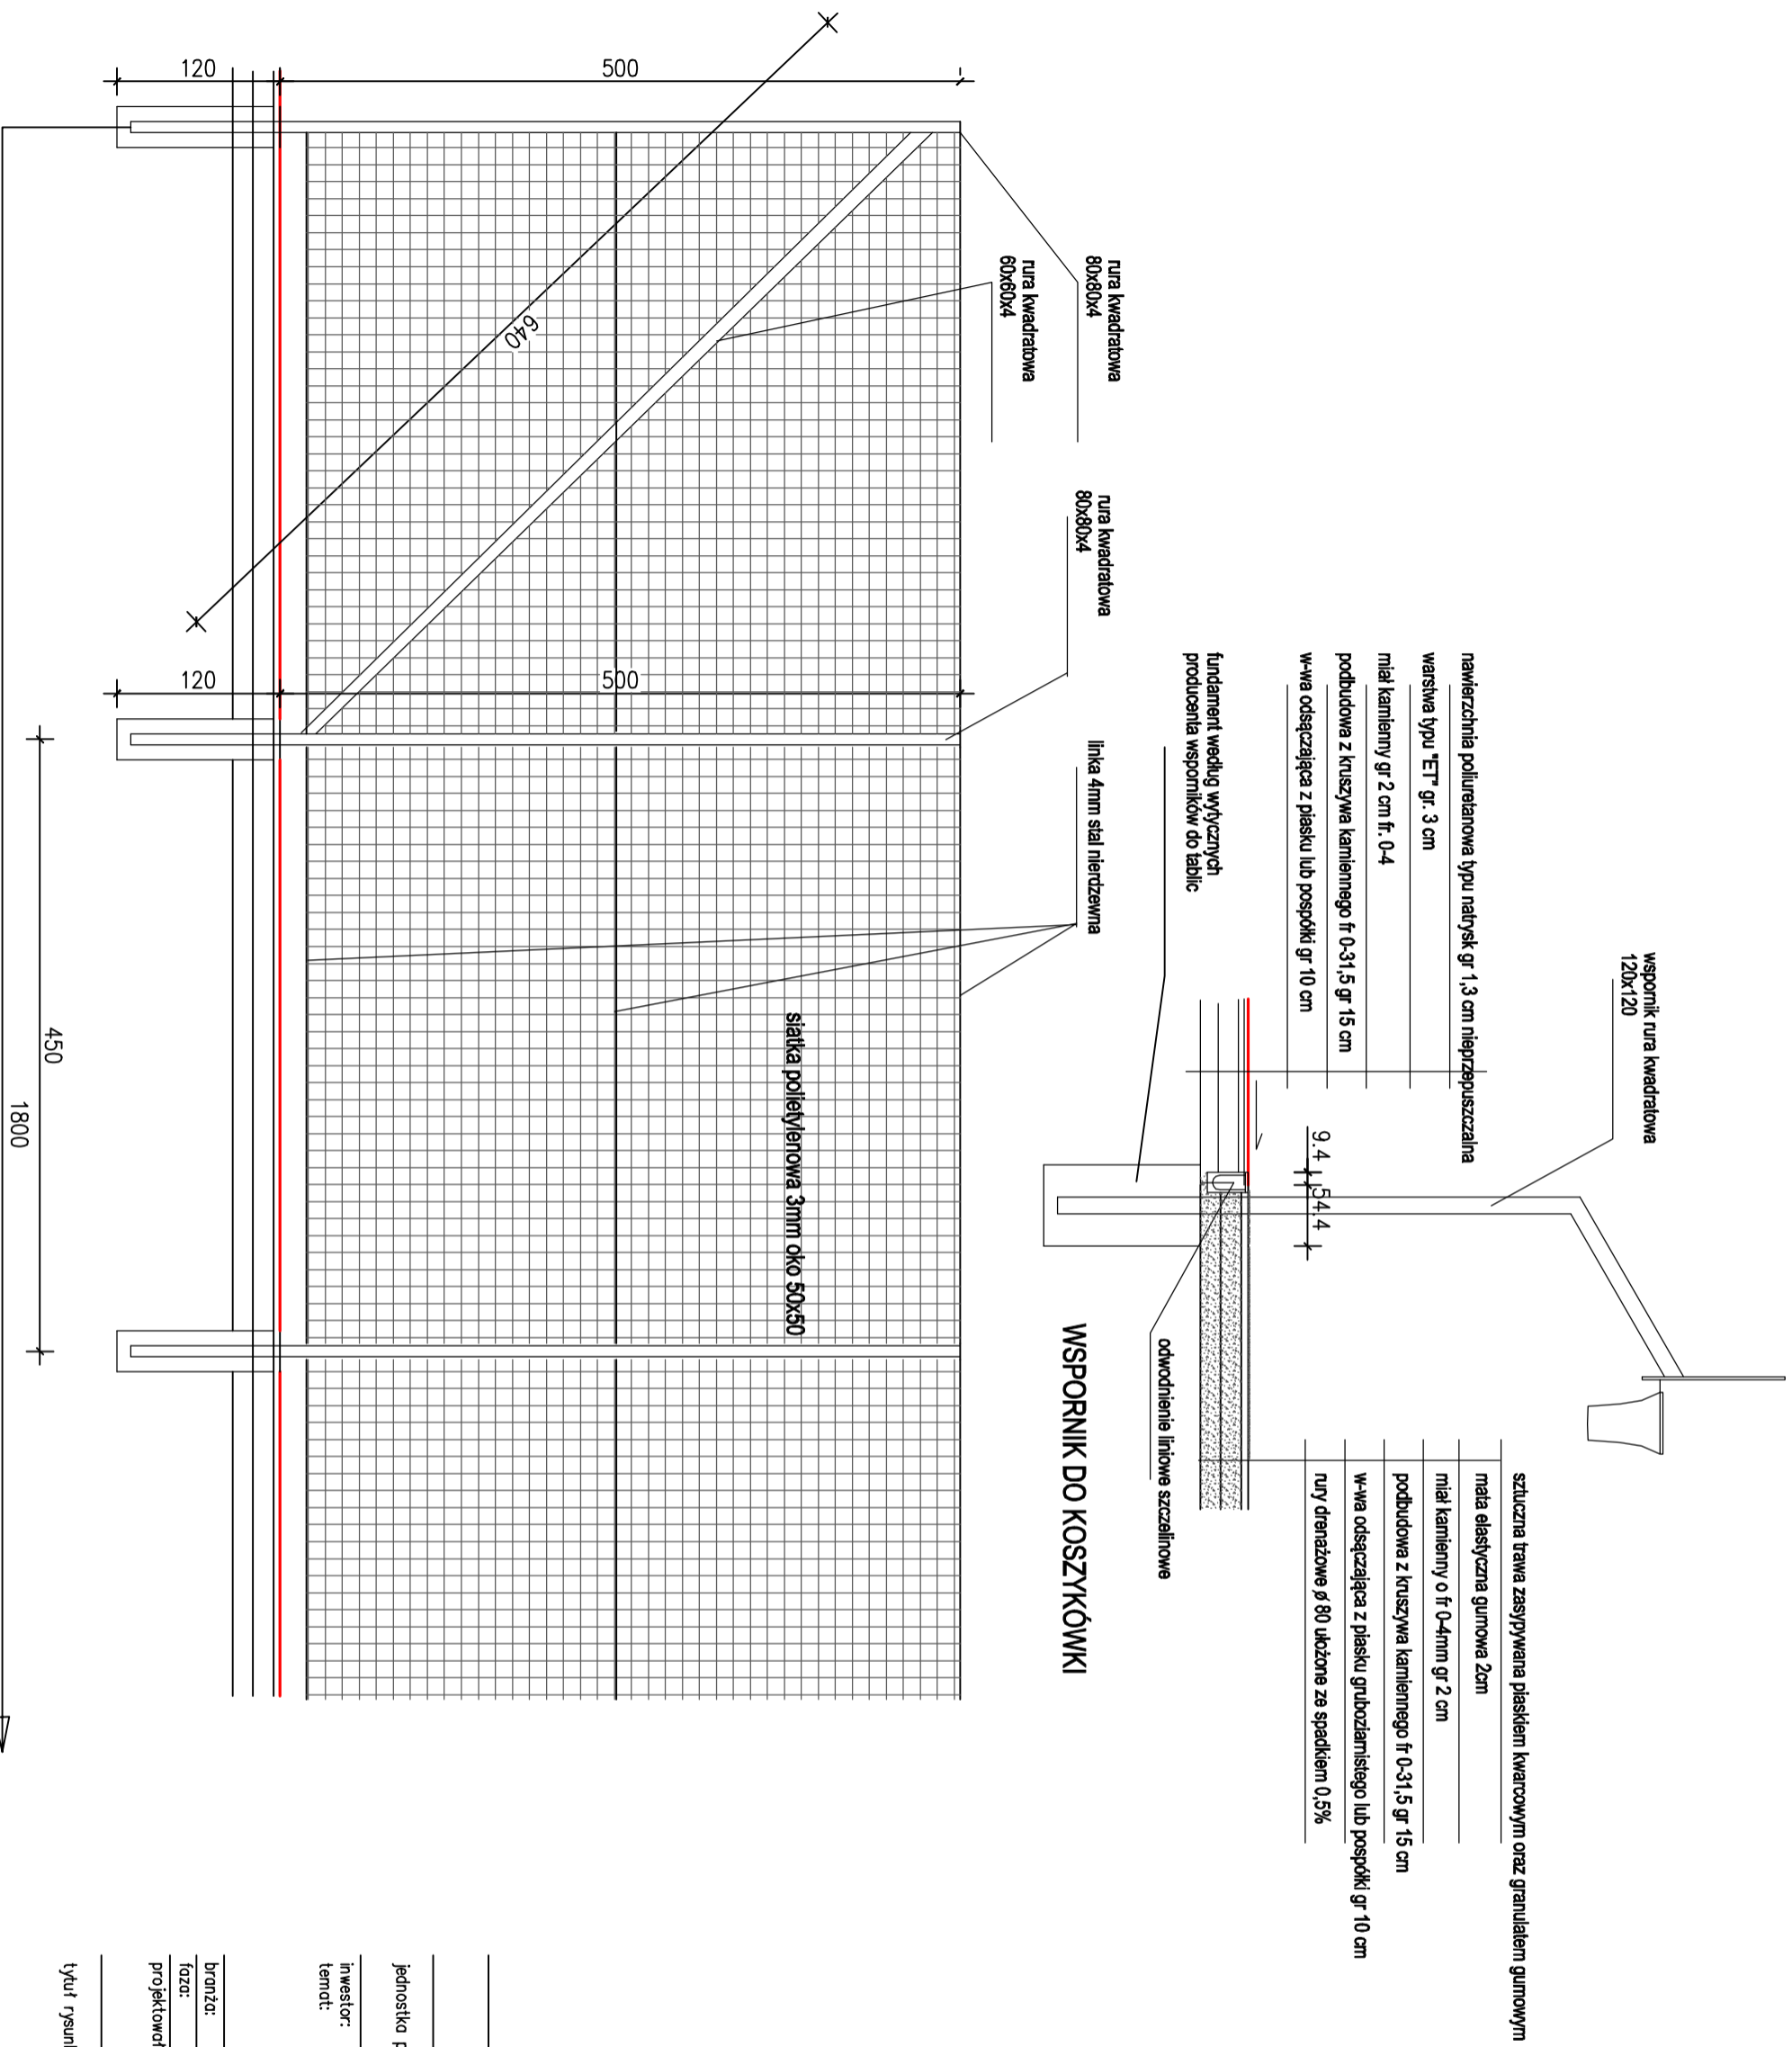 wspornik rura kwadratowa
120x120
nawierzchnia poliuretanowa typu natrysk gr 1,3 cm nieprzepuszczalna
warstwa typu "ET" gr. 3 cm
miał kamienny gr 2 cm fr. 0-4
podbudowa z kruszywa kamiennego fr 0-31,5 gr 15 cm
w-wa odsączająca z piasku lub pospółki gr 10 cm
9.4
54.4
fundament według wytycznych
producenta wsporników do tablic
sztuczna trawa zasypywana piaskiem kwarcowym oraz granulatem gumowym
mata elastyczna gumowa 2cm
miał kamienny o fr 0-4mm gr 2 cm
podbudowa z kruszywa kamiennego fr 0-31,5 gr 15 cm
w-wa odsączająca z piasku gruboziarnistego lub pospółki gr 10 cm
rury drenażowe ø 80 ułożone ze spadkiem 0,5%
odwodnienie liniowe szczelinowe
WSPORNIK DO KOSZYKÓWKI
rura kwadratowa
80x80x4
rura kwadratowa
60x60x4
rura kwadratowa
80x80x4
linka 4mm stal nierdzewna
siatka polietylenowa 3mm oko 50x50
500
120
640
500
120
450
1800
jednostka
inwestor:
temat:
branża:
faza:
projektował
tytuł